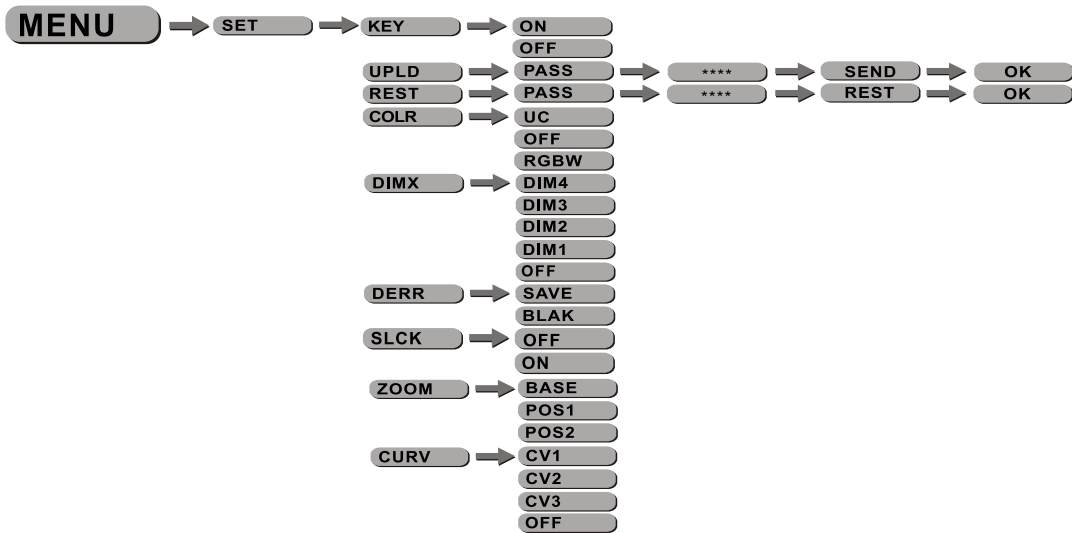 MENU SET KEY ON
OFF
UPLD PASS **** SEND OK
REST PASS **** REST OK
COLR UC
OFF
RGBW
DIMX DIM4
DIM3
DIM2
DIM1
OFF
DERR SAVE
BLAK
SLCK OFF
ON
ZOOM BASE
POS1
POS2
CURV CV1
CV2
CV3
OFF